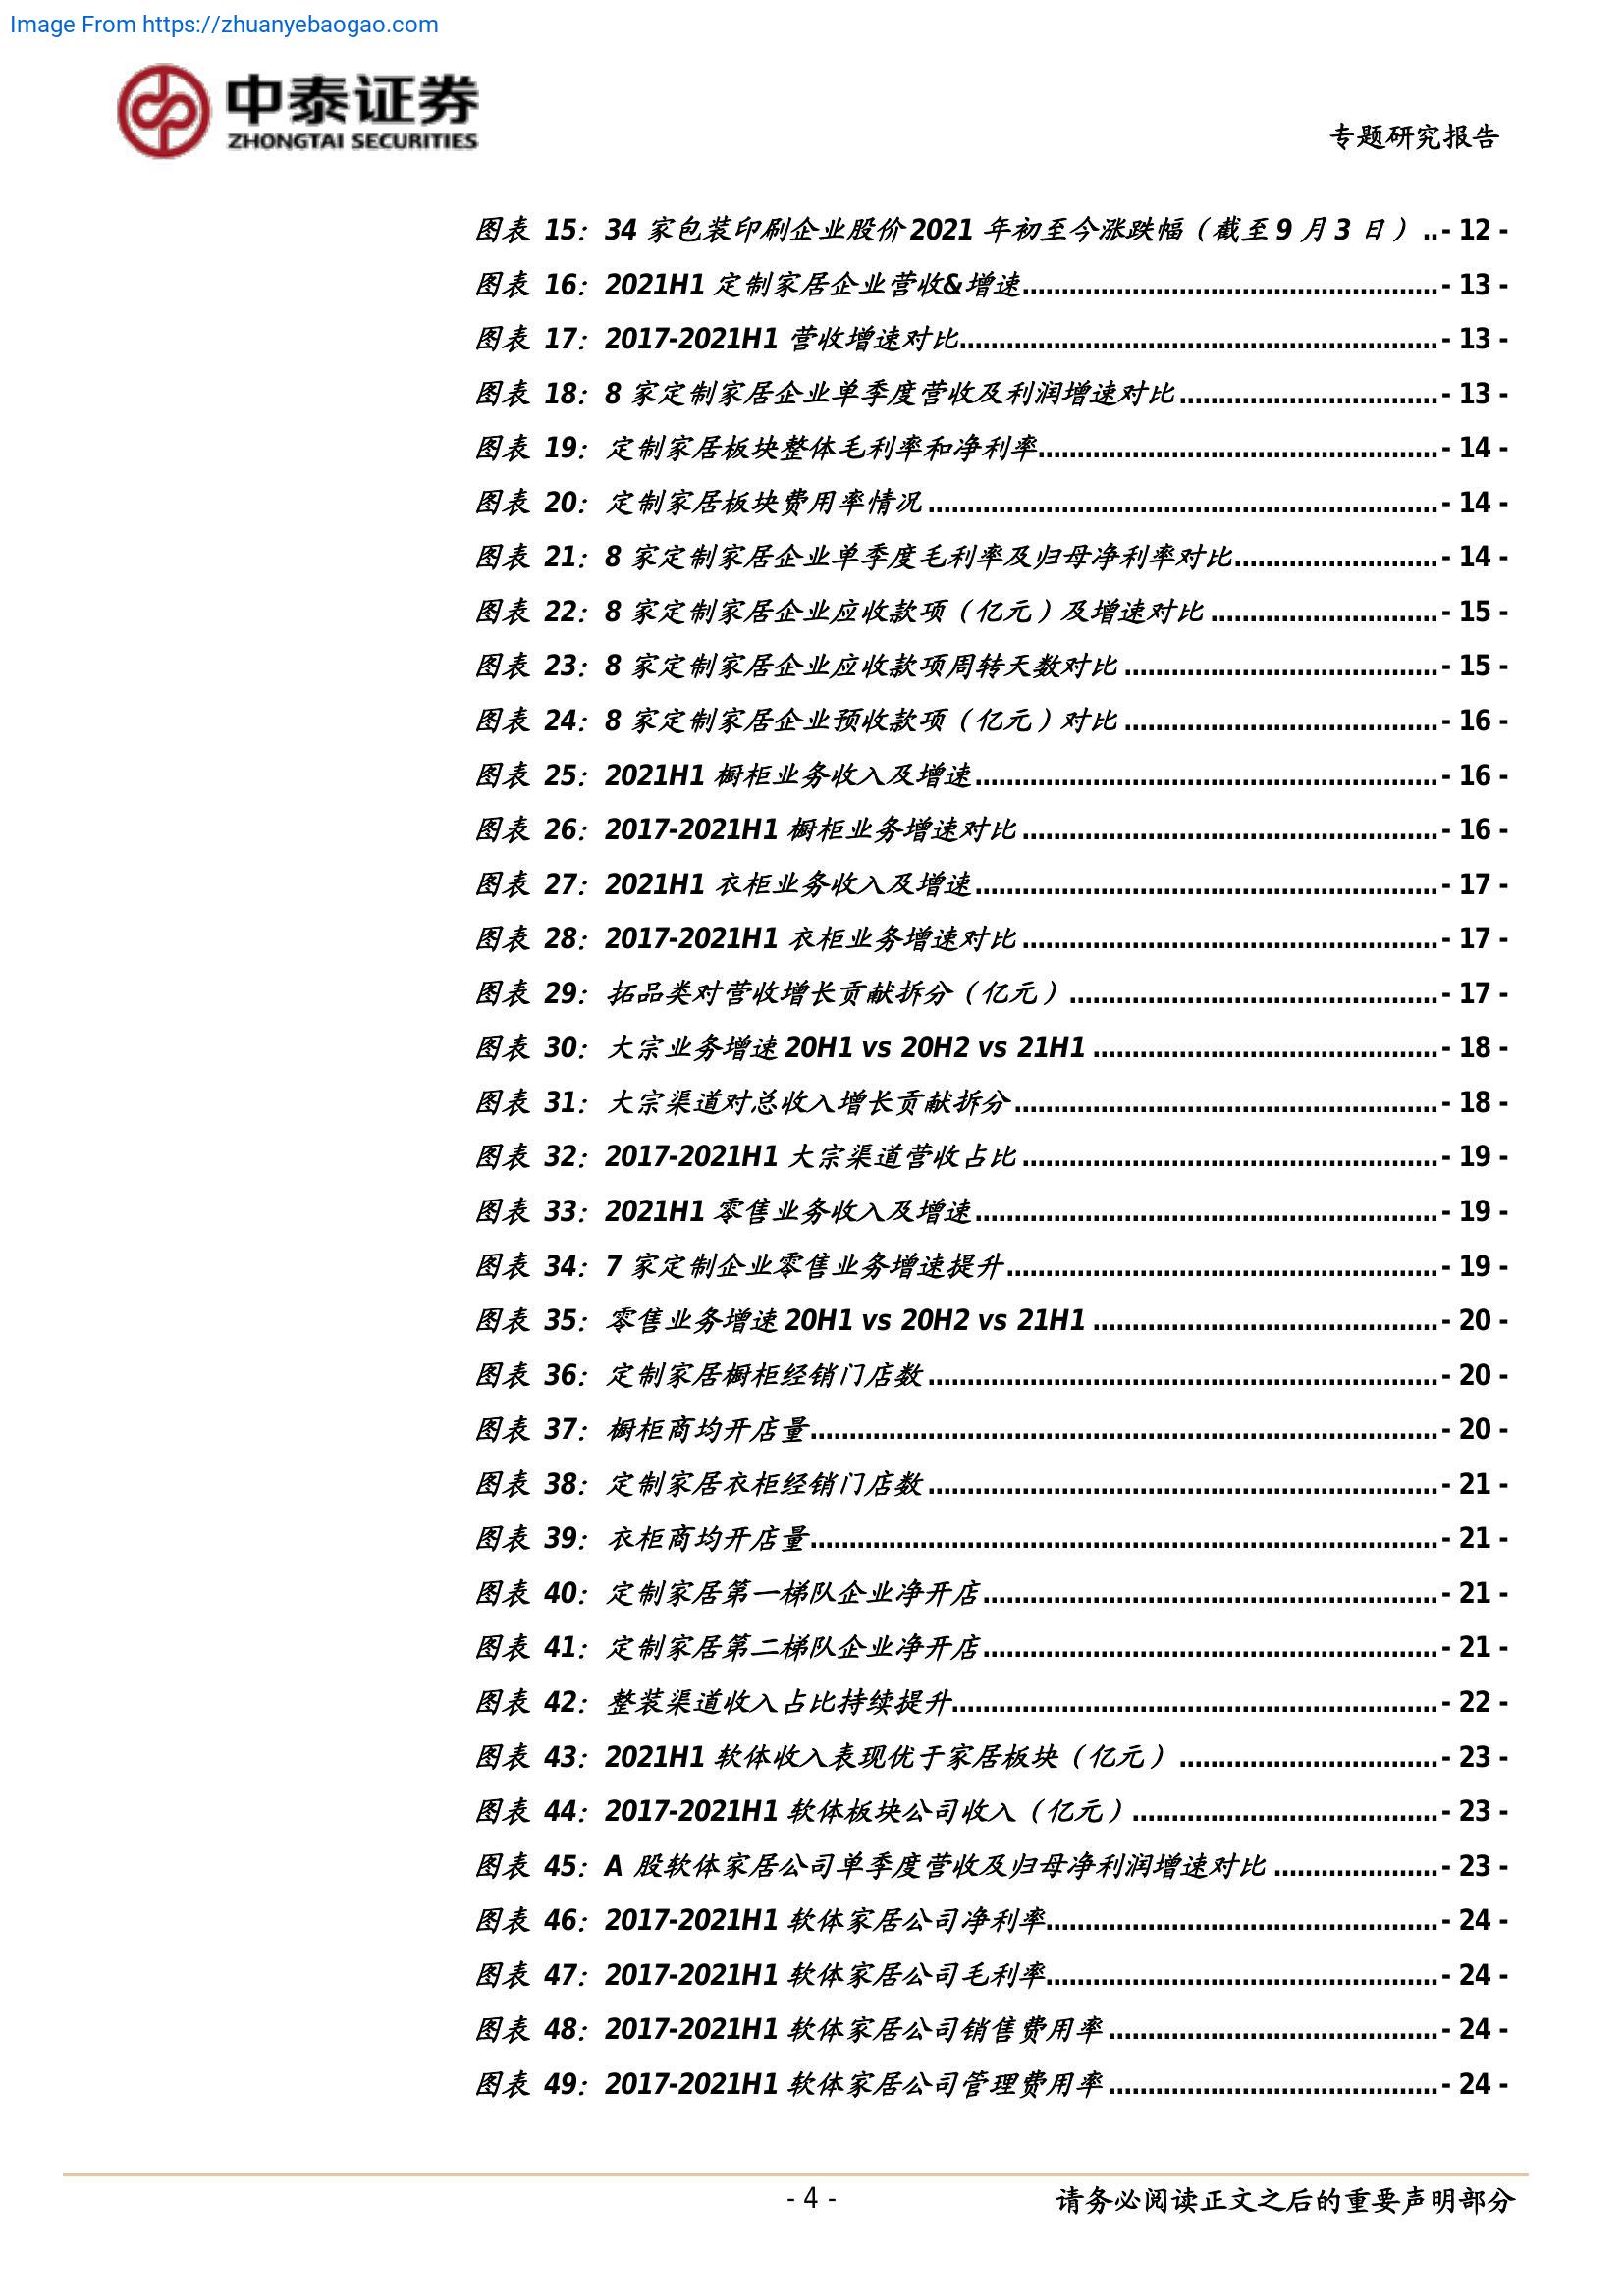 Image From https://zhuanyebaogao.com
中泰证券
ZHONGTAI SECURITIES
专题研究报告
图表 15：34 家包装印刷企业股价 2021 年初至今涨跌幅（截至 9 月 3 日）..- 12 -
图表 16：2021H1 定制家居企业营收&增速.....................................................- 13 -
图表 17：2017-2021H1 营收增速对比.............................................................- 13 -
图表 18：8 家定制家居企业单季度营收及利润增速对比.................................- 13 -
图表 19：定制家居板块整体毛利率和净利率...................................................- 14 -
图表 20：定制家居板块费用率情况.................................................................- 14 -
图表 21：8 家定制家居企业单季度毛利率及归母净利率对比..........................- 14 -
图表 22：8 家定制家居企业应收款项（亿元）及增速对比.............................- 15 -
图表 23：8 家定制家居企业应收款项周转天数对比........................................- 15 -
图表 24：8 家定制家居企业预收款项（亿元）对比........................................- 16 -
图表 25：2021H1 橱柜业务收入及增速...........................................................- 16 -
图表 26：2017-2021H1 橱柜业务增速对比.....................................................- 16 -
图表 27：2021H1 衣柜业务收入及增速...........................................................- 17 -
图表 28：2017-2021H1 衣柜业务增速对比.....................................................- 17 -
图表 29：拓品类对营收增长贡献拆分（亿元）...............................................- 17 -
图表 30：大宗业务增速 20H1 vs 20H2 vs 21H1............................................- 18 -
图表 31：大宗渠道对总收入增长贡献拆分......................................................- 18 -
图表 32：2017-2021H1 大宗渠道营收占比.....................................................- 19 -
图表 33：2021H1 零售业务收入及增速...........................................................- 19 -
图表 34：7 家定制企业零售业务增速提升.......................................................- 19 -
图表 35：零售业务增速 20H1 vs 20H2 vs 21H1............................................- 20 -
图表 36：定制家居橱柜经销门店数.................................................................- 20 -
图表 37：橱柜商均开店量................................................................................- 20 -
图表 38：定制家居衣柜经销门店数.................................................................- 21 -
图表 39：衣柜商均开店量................................................................................- 21 -
图表 40：定制家居第一梯队企业净开店..........................................................- 21 -
图表 41：定制家居第二梯队企业净开店..........................................................- 21 -
图表 42：整装渠道收入占比持续提升..............................................................- 22 -
图表 43：2021H1 软体收入表现优于家居板块（亿元）.................................- 23 -
图表 44：2017-2021H1 软体板块公司收入（亿元）.......................................- 23 -
图表 45：A 股软体家居公司单季度营收及归母净利润增速对比.....................- 23 -
图表 46：2017-2021H1 软体家居公司净利率..................................................- 24 -
图表 47：2017-2021H1 软体家居公司毛利率..................................................- 24 -
图表 48：2017-2021H1 软体家居公司销售费用率..........................................- 24 -
图表 49：2017-2021H1 软体家居公司管理费用率..........................................- 24 -
- 4 -
请务必阅读正文之后的重要声明部分